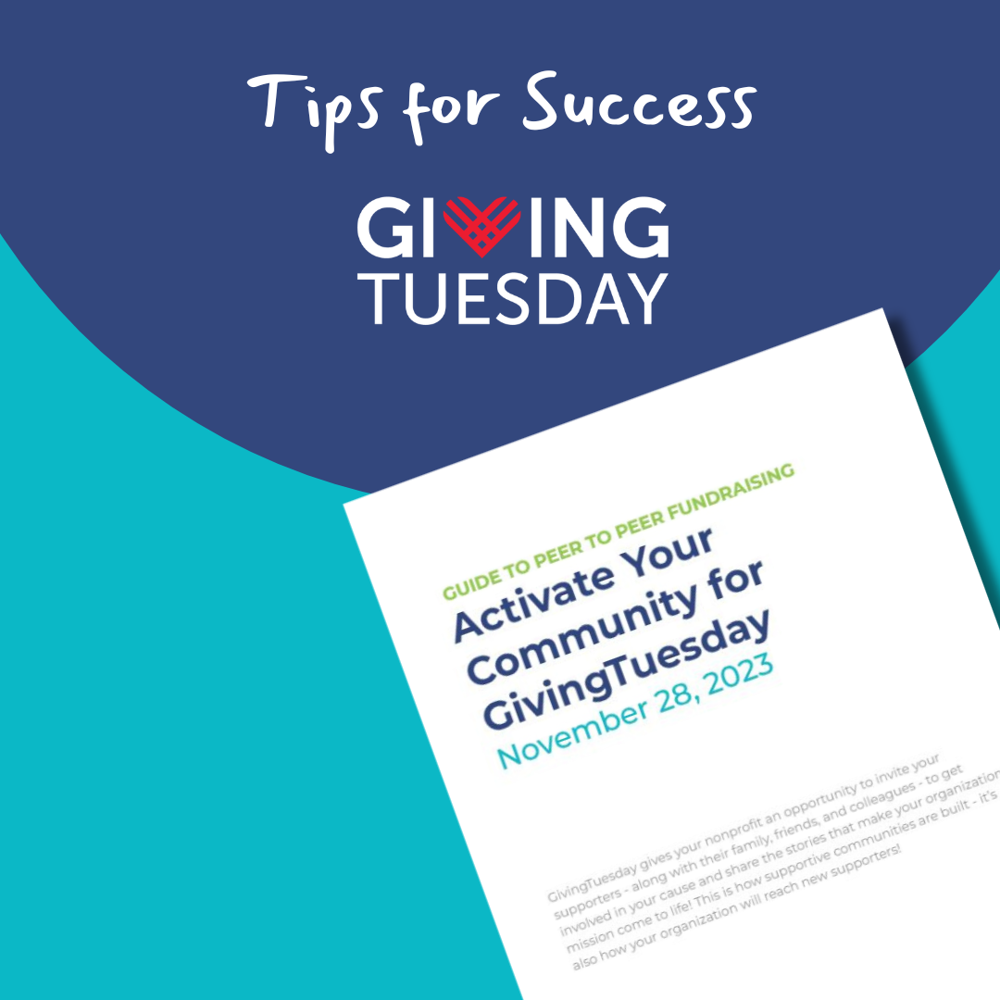 Tips for Success
GIVING
TUESDAY
GUIDE TO PEER TO PEER FUNDRAISING
Activate Your
Community for
GivingTuesday
November 28, 2023
GivingTuesday gives your nonprofit an opportunity to invite your
supporters - along with their family, friends, and colleagues - to get
involved in your cause and share the stories that make your organization
mission come to life! This is how supportive communities are built - it's
also how your organization will reach new supporters!